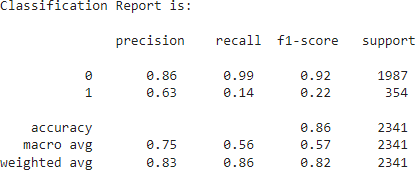 Classification Report is:
precision recall f1-score support
0 0.86 0.99 0.92 1987
1 0.63 0.14 0.22 354
accuracy 0.86 2341
macro avg 0.75 0.56 0.57 2341
weighted avg 0.83 0.86 0.82 2341